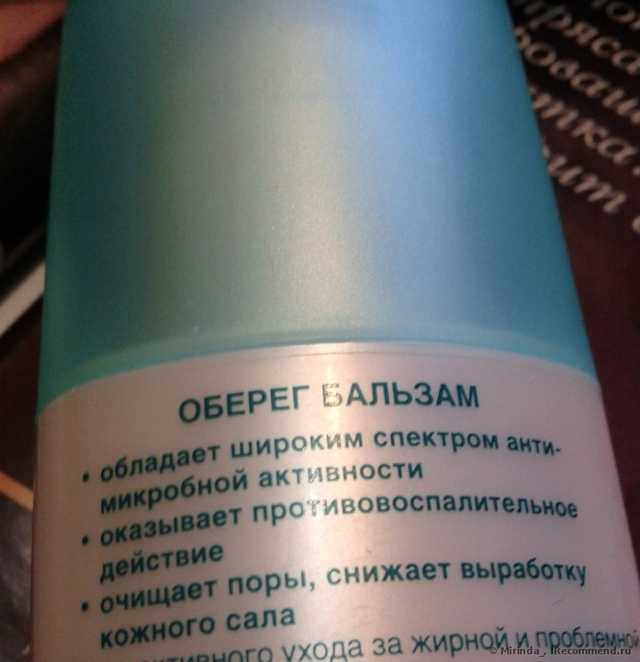 ОБЕРЕГ БАЛЬЗАМ
• обладает широким спектром анти-
микробной активности
• оказывает противовоспалительное
действие
• очищает поры, снижает выработку
кожного сала
ухода за жирной и проблемной
© Mirinda_, IRecommend.ru